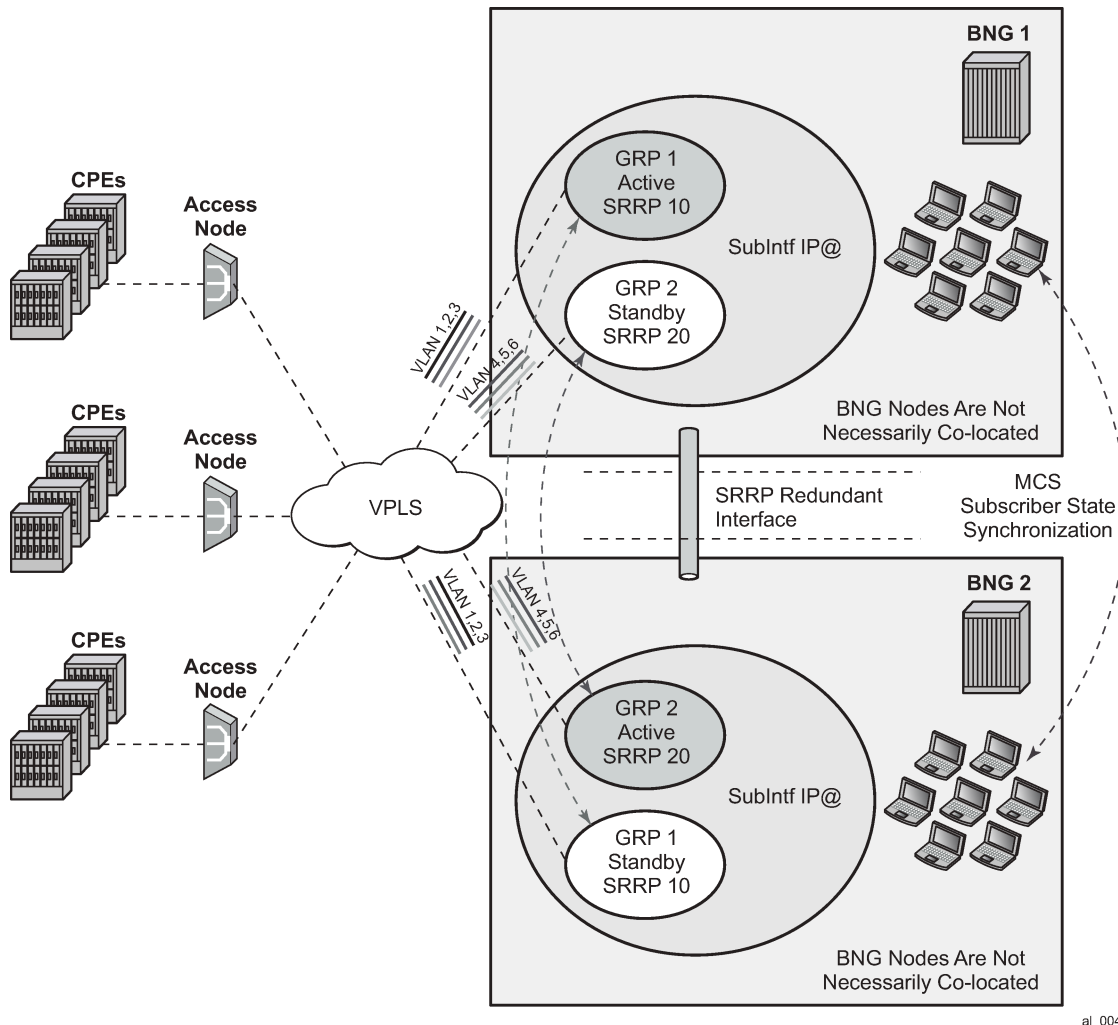 BNG 1
GRP 1
Active
SRRP 10
SubIntf IP@
GRP 2
Standby
SRRP 20
BNG Nodes Are Not
Necessarily Co-located
CPEs
Access
Node
CPEs
Access
Node
CPEs
Access
Node
VLAN 1,2,3
VLAN 4,5,6
VPLS
VLAN 1,2,3
VLAN 4,5,6
SRRP Redundant
Interface
MCS
Subscriber State
Synchronization
BNG 2
GRP 2
Active
SRRP 20
SubIntf IP@
GRP 1
Standby
SRRP 10
BNG Nodes Are Not
Necessarily Co-located
al_004